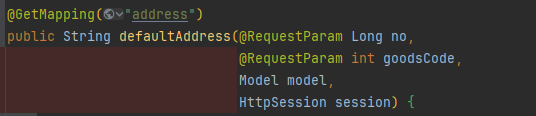 @GetMapping("address")
public String defaultAddress(@RequestParam Long no,
@RequestParam int goodsCode,
Model model,
HttpSession session) {